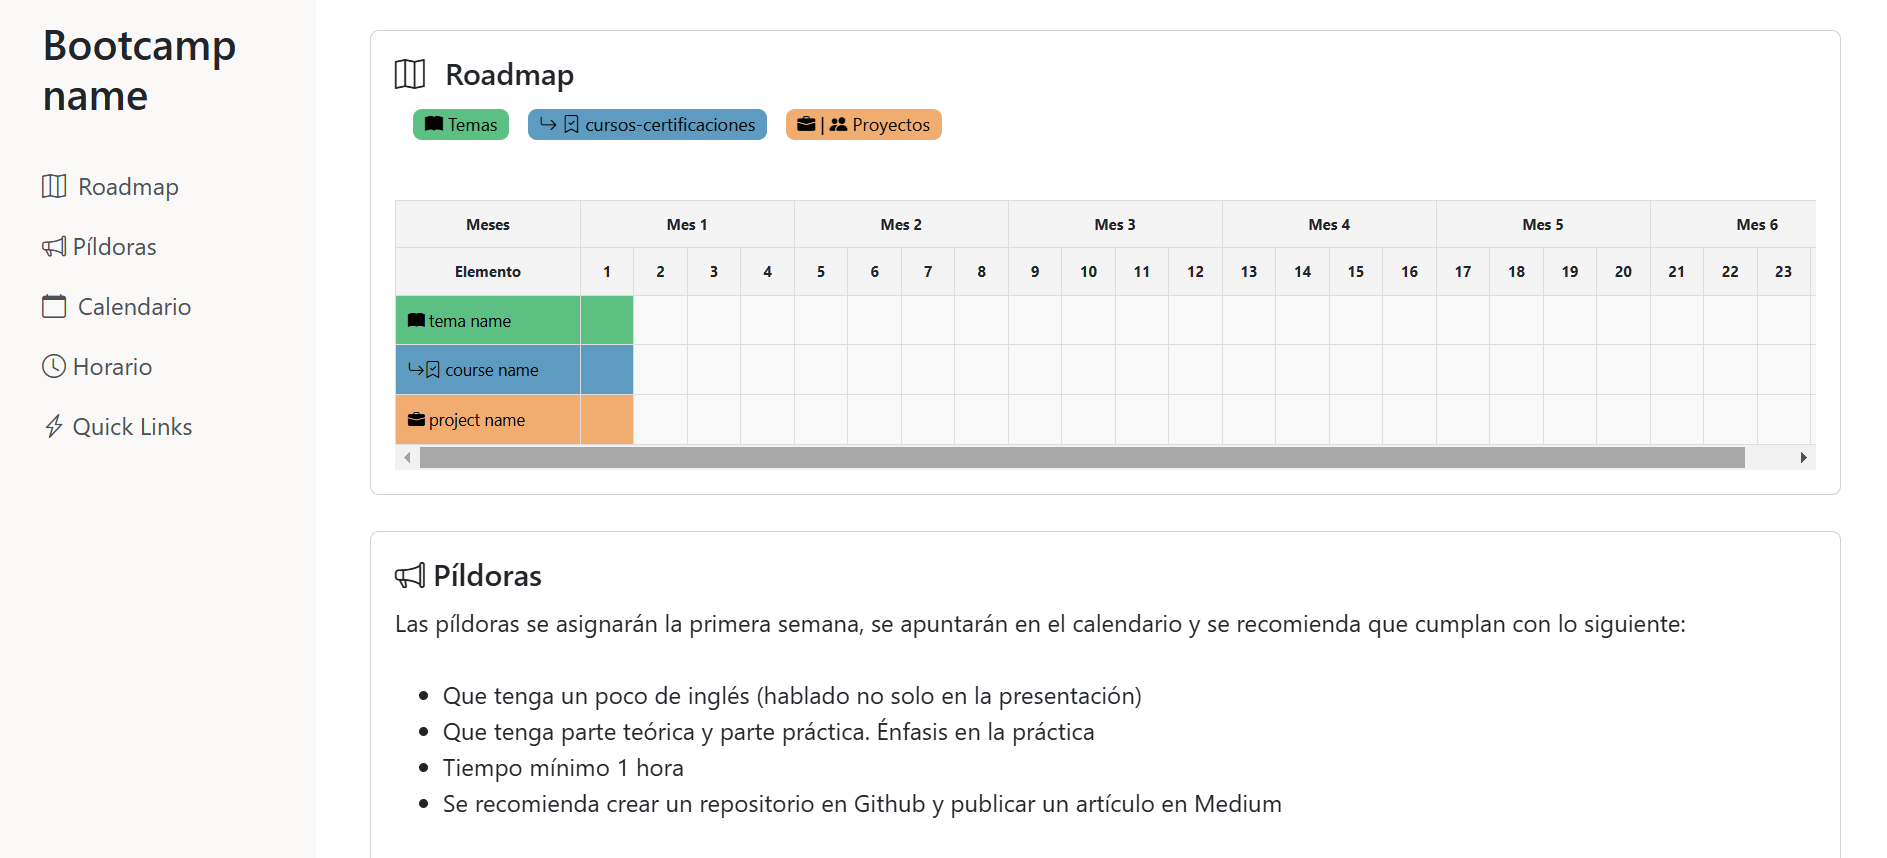 Bootcamp
name
Roadmap
Píldoras
Calendario
Horario
Quick Links
Roadmap
Temas cursos-certificaciones | Proyectos
Meses Mes 1 Mes 2 Mes 3 Mes 4 Mes 5 Mes 6
Elemento 1 2 3 4 5 6 7 8 9 10 11 12 13 14 15 16 17 18 19 20 21 22 23
tema name
course name
project name
Píldoras
Las píldoras se asignarán la primera semana, se apuntarán en el calendario y se recomienda que cumplan con lo siguiente:
• Que tenga un poco de inglés (hablado no solo en la presentación)
• Que tenga parte teórica y parte práctica. Énfasis en la práctica
• Tiempo mínimo 1 hora
• Se recomienda crear un repositorio en Github y publicar un artículo en Medium